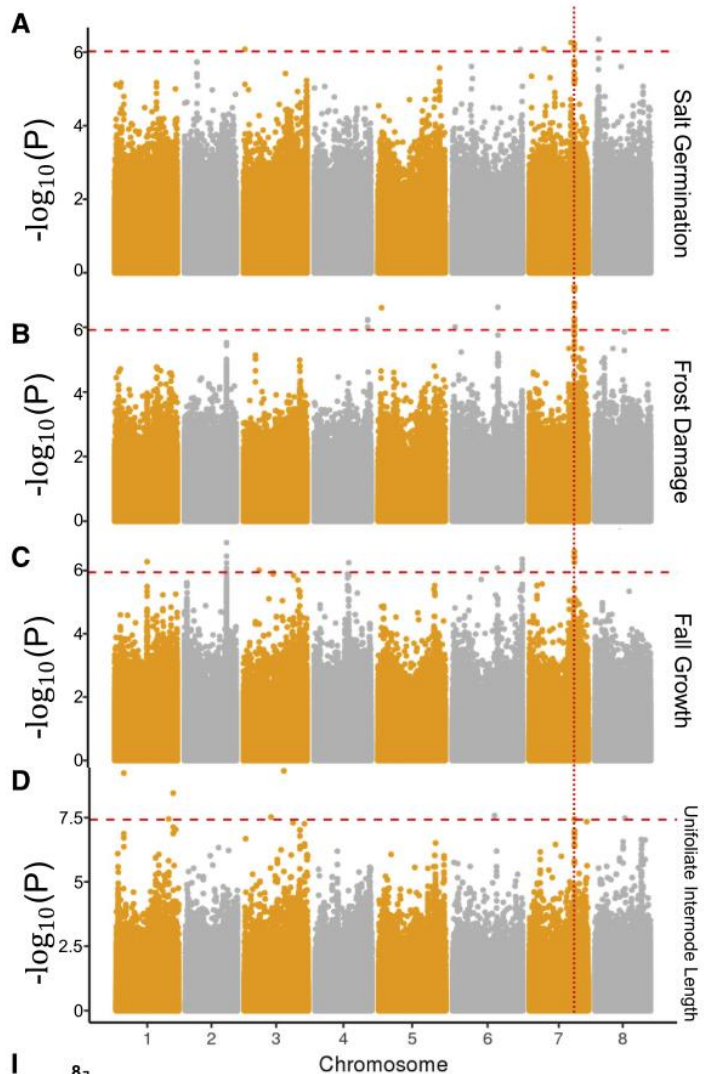 A
6
4
2
0
-log10(P)
Salt Germination
B
6
4
2
0
-log10(P)
Frost Damage
C
6
4
2
0
-log10(P)
Fall Growth
D
7.5
5
2.5
0
-log10(P)
Unifoliate Internode Length
1 2 3 4 5 6 7 8
Chromosome
I
8